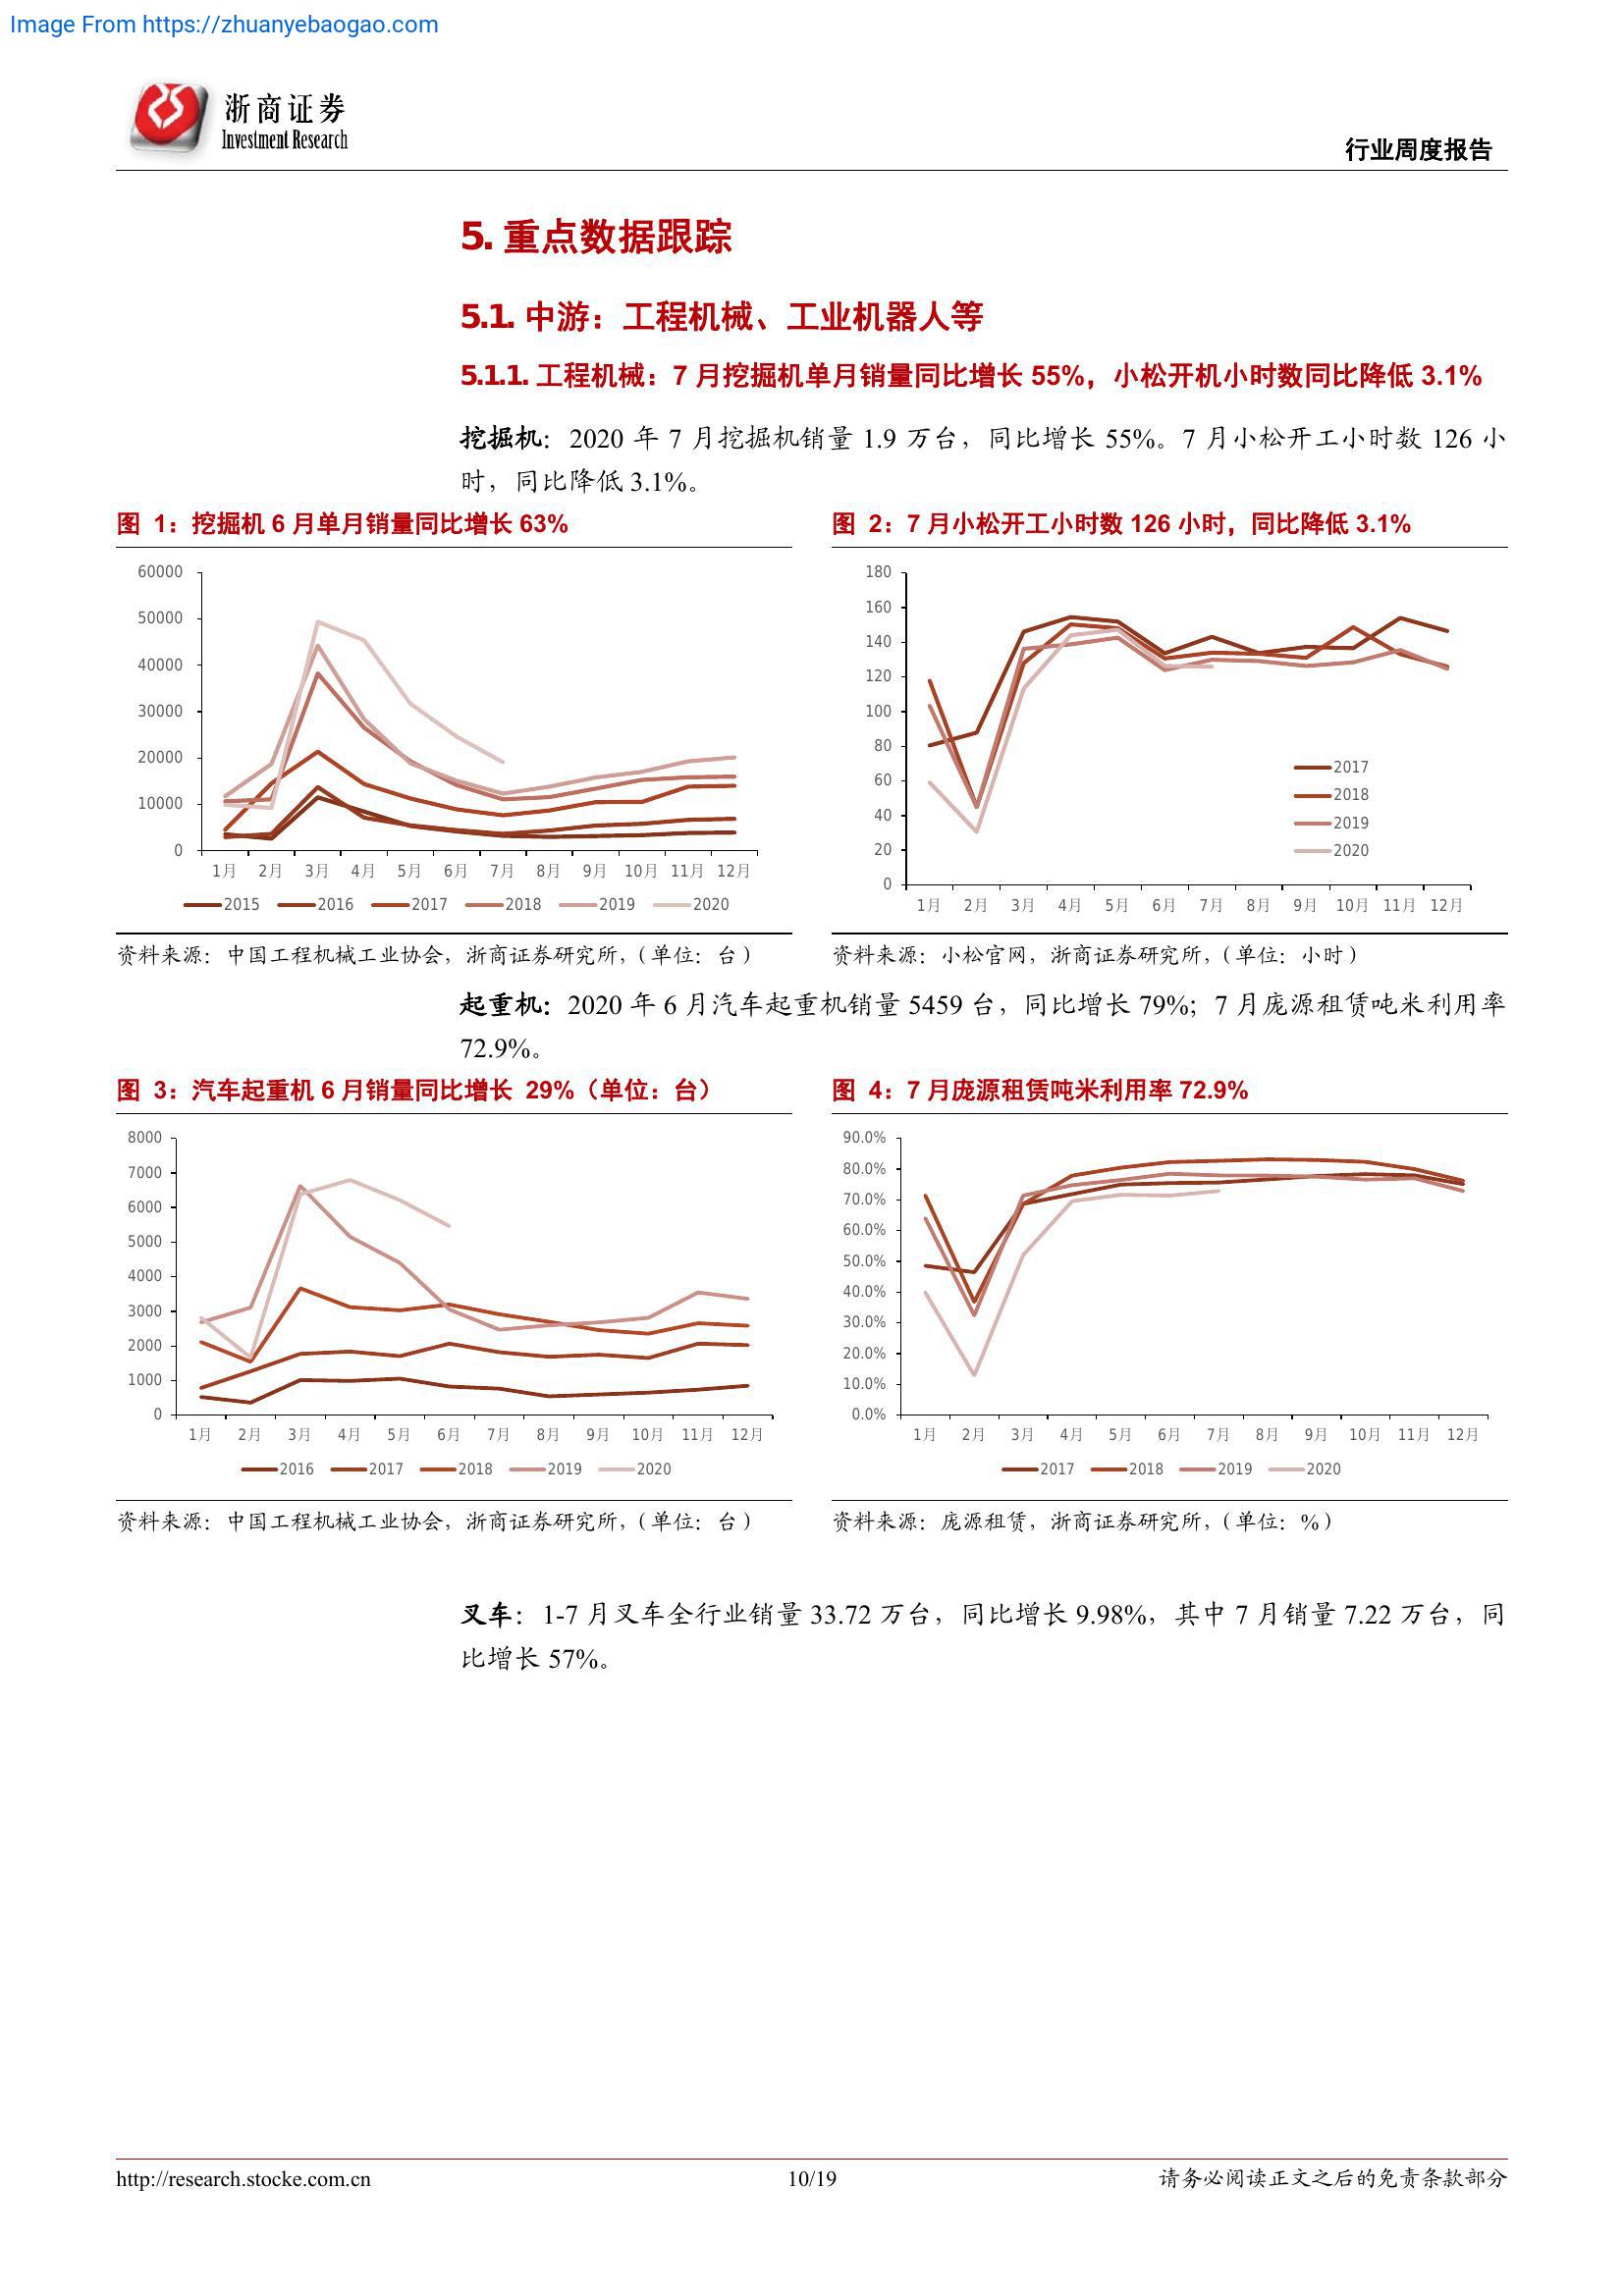 Image From https://zhuanyebaogao.com
浙商证券
Investment Research
行业周度报告
5. 重点数据跟踪
5.1. 中游：工程机械、工业机器人等
5.1.1. 工程机械：7 月挖掘机单月销量同比增长 55%，小松开机小时数同比降低 3.1%
挖掘机：2020 年 7 月挖掘机销量 1.9 万台，同比增长 55%。7 月小松开工小时数 126 小
时，同比降低 3.1%。
图 1：挖掘机 6 月单月销量同比增长 63%
60000
50000
40000
30000
20000
10000
0
1月 2月 3月 4月 5月 6月 7月 8月 9月 10月 11月 12月
2015 2016 2017 2018 2019 2020
资料来源：中国工程机械工业协会，浙商证券研究所，（单位：台）
图 2：7 月小松开工小时数 126 小时，同比降低 3.1%
180
160
140
120
100
80
60
40
20
0
2017
2018
2019
2020
1月 2月 3月 4月 5月 6月 7月 8月 9月 10月 11月 12月
资料来源：小松官网，浙商证券研究所，（单位：小时）
起重机：2020 年 6 月汽车起重机销量 5459 台，同比增长 79%；7 月庞源租赁吨米利用率
72.9%。
图 3：汽车起重机 6 月销量同比增长 29%（单位：台）
8000
7000
6000
5000
4000
3000
2000
1000
0
1月 2月 3月 4月 5月 6月 7月 8月 9月 10月 11月 12月
2016 2017 2018 2019 2020
资料来源：中国工程机械工业协会，浙商证券研究所，（单位：台）
图 4：7 月庞源租赁吨米利用率 72.9%
90.0%
80.0%
70.0%
60.0%
50.0%
40.0%
30.0%
20.0%
10.0%
0.0%
1月 2月 3月 4月 5月 6月 7月 8月 9月 10月 11月 12月
2017 2018 2019 2020
资料来源：庞源租赁，浙商证券研究所，（单位：%）
叉车：1-7 月叉车全行业销量 33.72 万台，同比增长 9.98%，其中 7 月销量 7.22 万台，同
比增长 57%。
http://research.stocke.com.cn
10/19
请务必阅读正文之后的免责条款部分